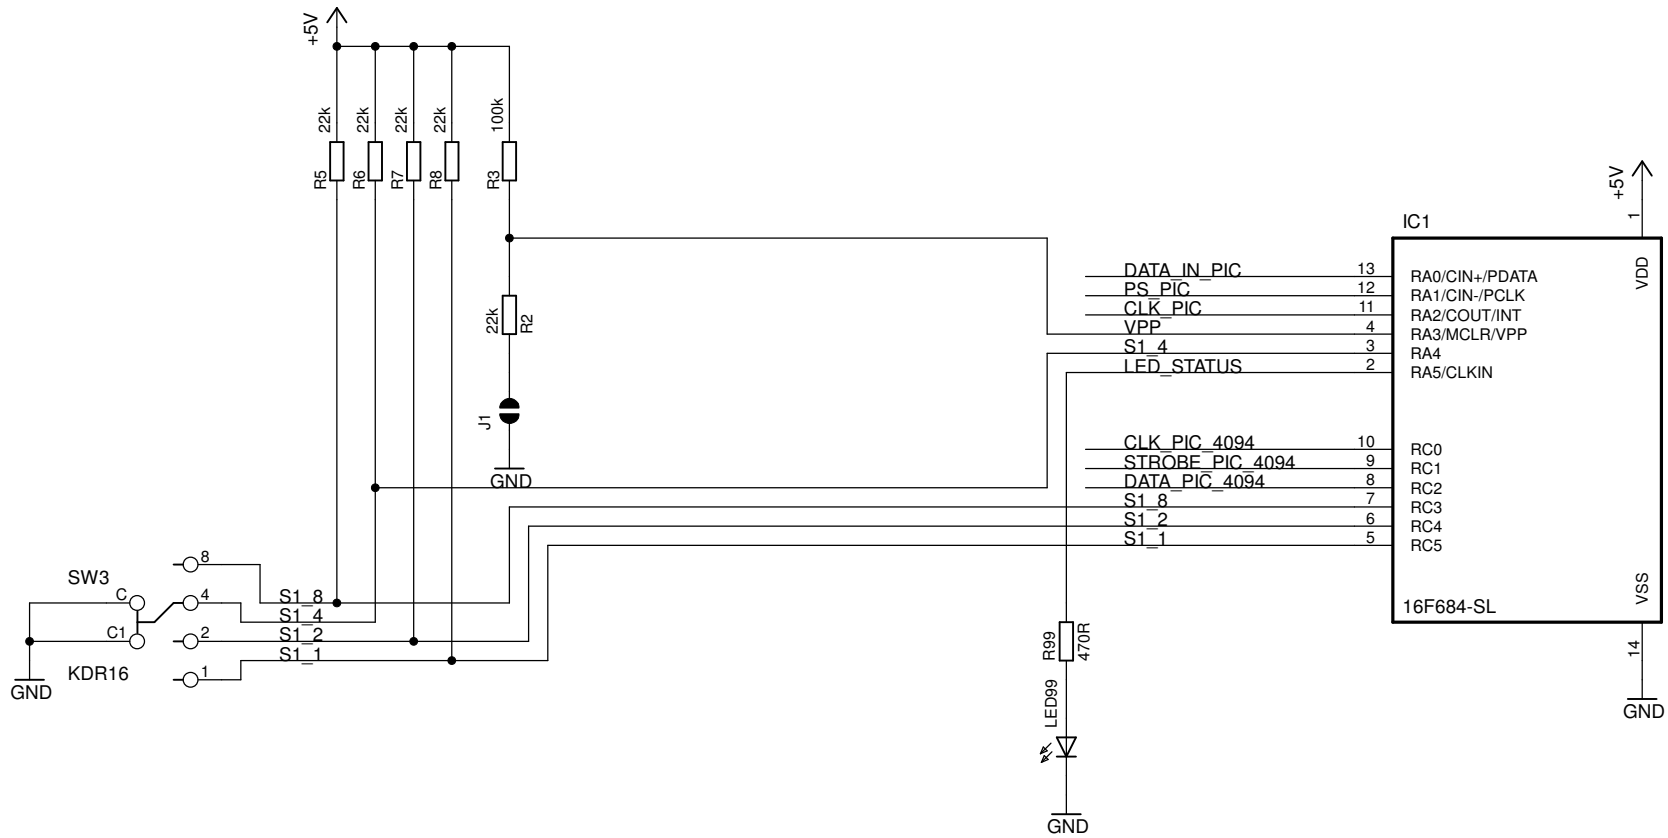 +5V
22k
22k
22k
22k
100k
R5
R6
R7
R8
R3
22k
R2
J1
GND
+5V
1
IC1
VDD
DATA_IN_PIC 13 RA0/CIN+/PDATA
PS_PIC 12 RA1/CIN-/PCLK
CLK_PIC 11 RA2/COUT/INT
VPP 4 RA3/MCLR/VPP
S1_4 3 RA4
LED_STATUS 2 RA5/CLKIN
CLK_PIC_4094 10 RC0
STROBE_PIC_4094 9 RC1
DATA_PIC_4094 8 RC2
S1_8 7 RC3
S1_2 6 RC4
S1_1 5 RC5
VSS
16F684-SL
14
GND
SW3
8
C 4 S1_8
S1_4
C1 2 S1_2
S1_1
KDR16 1
GND
R99
470R
LED99
GND